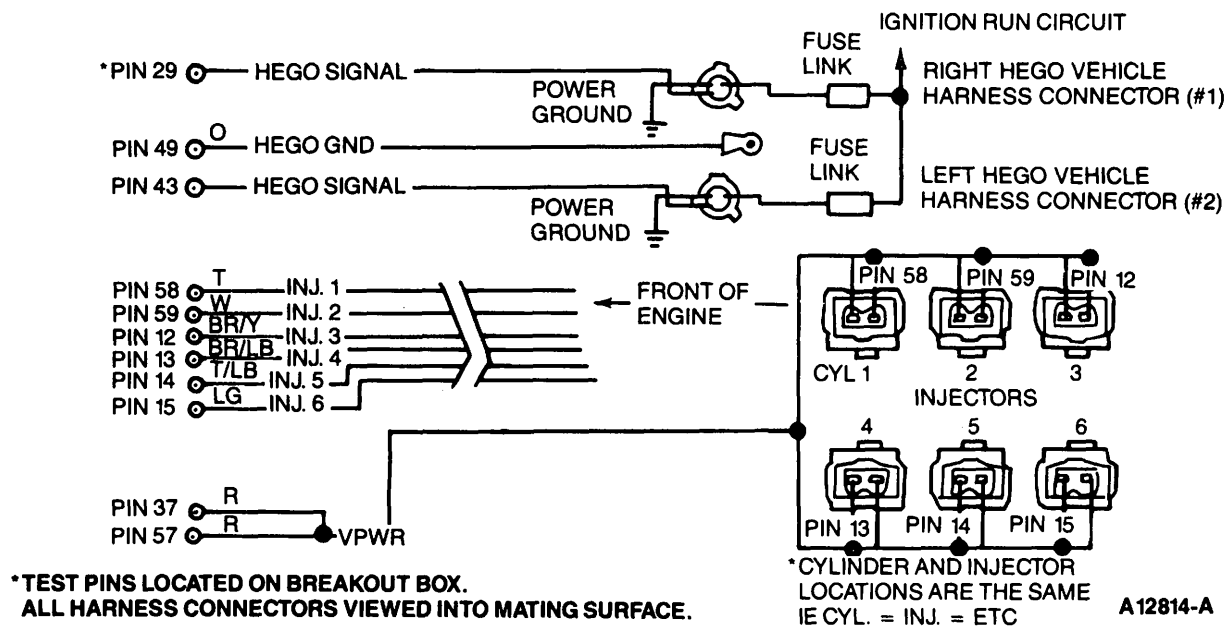 IGNITION RUN CIRCUIT
*PIN 29 HEGO SIGNAL
POWER
GROUND
FUSE
LINK
RIGHT HEGO VEHICLE
HARNESS CONNECTOR (#1)
PIN 49 O HEGO GND
PIN 43 HEGO SIGNAL
POWER
GROUND
FUSE
LINK
LEFT HEGO VEHICLE
HARNESS CONNECTOR (#2)
PIN 58 T INJ. 1
PIN 59 W INJ. 2
PIN 12 BR/Y INJ. 3
PIN 13 BR/LB INJ. 4
PIN 14 T/LB INJ. 5
PIN 15 LG INJ. 6
FRONT OF
ENGINE
PIN 58 PIN 59 PIN 12
CYL 1 2 3
INJECTORS
4 5 6
PIN 13 PIN 14 PIN 15
PIN 37 R
PIN 57 R VPWR
*TEST PINS LOCATED ON BREAKOUT BOX.
ALL HARNESS CONNECTORS VIEWED INTO MATING SURFACE.
*CYLINDER AND INJECTOR
LOCATIONS ARE THE SAME
IE CYL. = INJ. = ETC
A12814-A